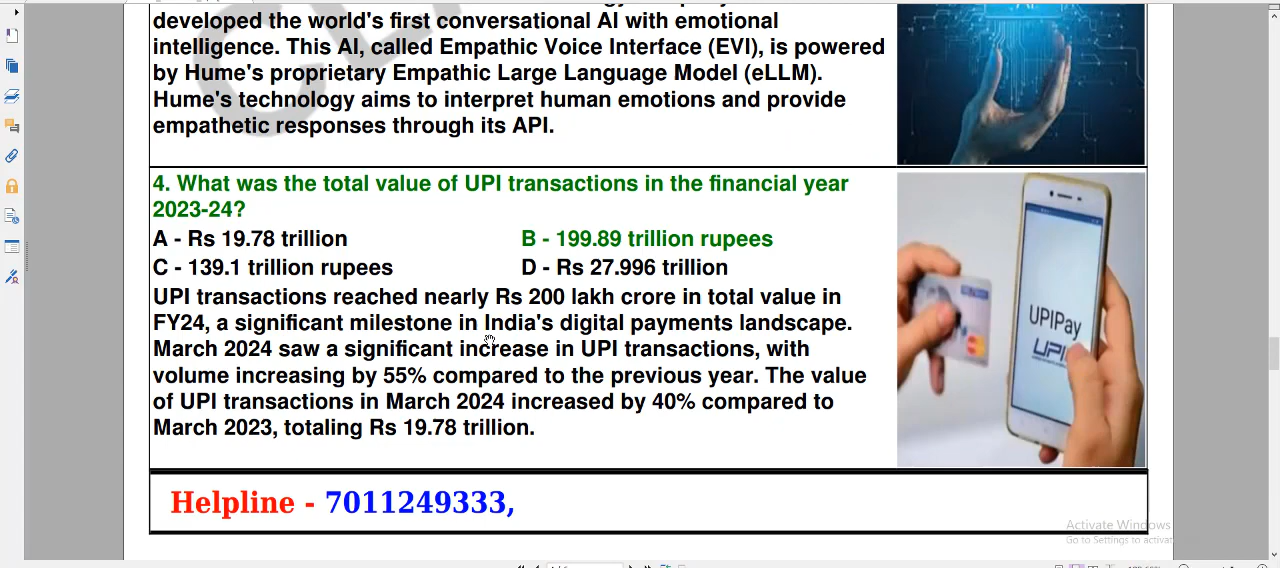 developed the world's first conversational AI with emotional
intelligence. This AI, called Empathic Voice Interface (EVI), is powered
by Hume's proprietary Empathic Large Language Model (eLLM).
Hume's technology aims to interpret human emotions and provide
empathetic responses through its API.
AI
4. What was the total value of UPI transactions in the financial year
2023-24?
A - Rs 19.78 trillion
B - 199.89 trillion rupees
C - 139.1 trillion rupees
D - Rs 27.996 trillion
UPI transactions reached nearly Rs 200 lakh crore in total value in
FY24, a significant milestone in India's digital payments landscape.
March 2024 saw a significant increase in UPI transactions, with
volume increasing by 55% compared to the previous year. The value
of UPI transactions in March 2024 increased by 40% compared to
March 2023, totaling Rs 19.78 trillion.
UPIPay
UPI
Helpline - 7011249333,
Activate Windows
Go to Settings to activat